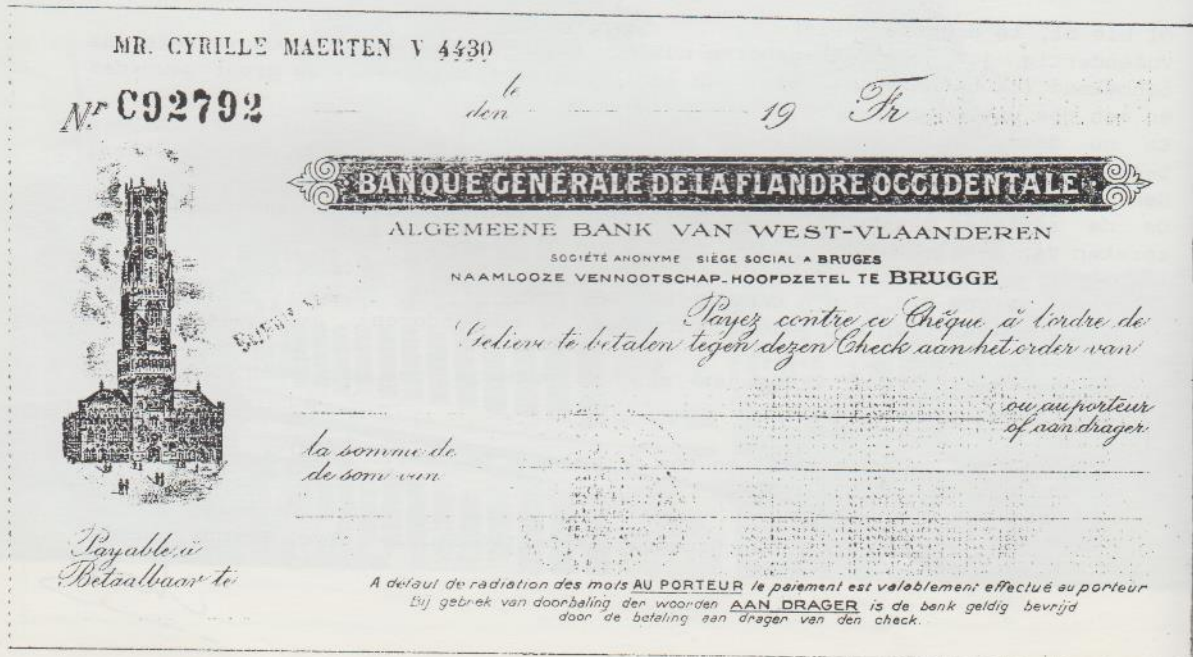 MR. CYRILLE MAERTEN V 4430
Nr C92792
le
den 19 Fr
BANQUE GÉNÉRALE DE LA FLANDRE OCCIDENTALE
ALGEMEENE BANK VAN WEST-VLAANDEREN
SOCIÉTÉ ANONYME SIÈGE SOCIAL A BRUGES
NAAMLOOZE VENNOOTSCHAP-HOOFDZETEL TE BRUGGE
Payez contre ce Chêque à l'ordre de
Gelieve te betalen tegen dezen Check aan het order van
ou au porteur
of aan drager
la somme de
de som van
Payable à
Betaalbaar te
A défaut de radiation des mots AU PORTEUR le paiement est valablement effectué au porteur
Bij gebrek van doorhaling der woorden AAN DRAGER is de bank geldig bevrijd
door de betaling aan drager van den check.